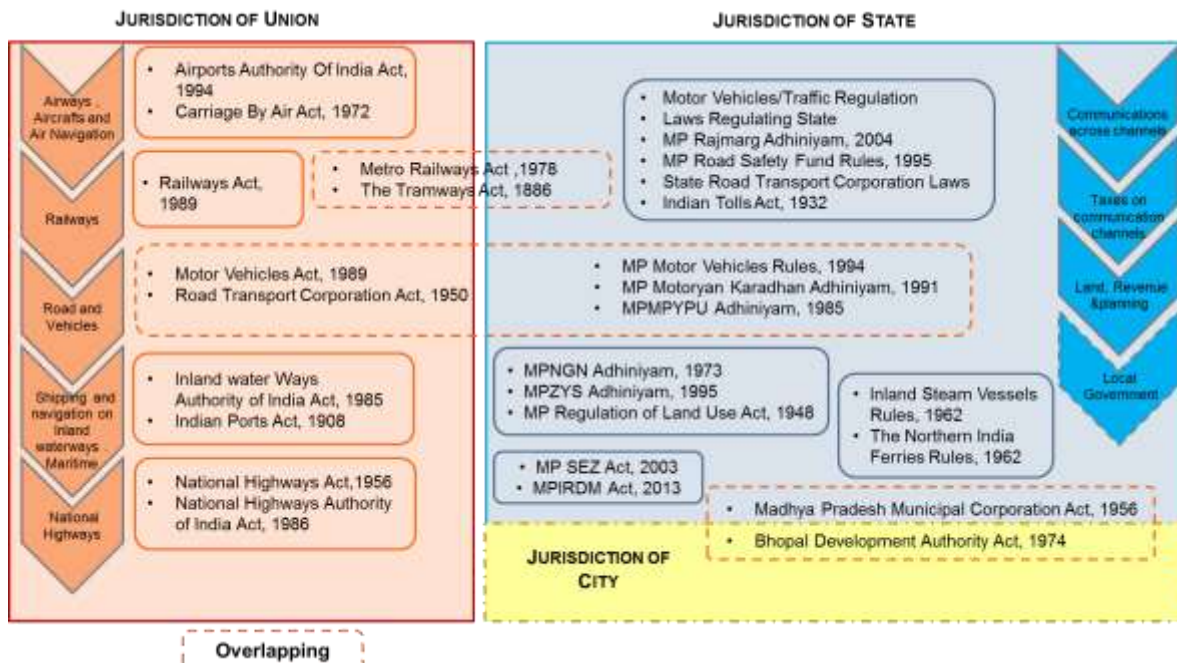 JURISDICTION OF UNION
JURISDICTION OF STATE
Airways ,
Aircrafts and
Air Navigation
• Airports Authority Of India Act,
1994
• Carriage By Air Act, 1972
Railways
• Railways Act,
1989
• Metro Railways Act ,1978
• The Tramways Act, 1886
Road and
Vehicles
• Motor Vehicles Act, 1989
• Road Transport Corporation Act, 1950
• MP Motor Vehicles Rules, 1994
• MP Motoryan Karadhan Adhiniyam, 1991
• MPMPYPU Adhiniyam, 1985
Shipping and
navigation on
Inland
waterways .
Maritime
• Inland water Ways
Authority of India Act, 1985
• Indian Ports Act, 1908
National
Highways
• National Highways Act,1956
• National Highways Authority
of India Act, 1986
• Motor Vehicles/Traffic Regulation
• Laws Regulating State
• MP Rajmarg Adhiniyam, 2004
• MP Road Safety Fund Rules, 1995
• State Road Transport Corporation Laws
• Indian Tolls Act, 1932
Communications
across channels
Taxes on
communication
channels
Land, Revenue
&planning
Local
Government
• MPNGN Adhiniyam, 1973
• MPZYS Adhiniyam, 1995
• MP Regulation of Land Use Act, 1948
• Inland Steam Vessels
Rules, 1962
• The Northern India
Ferries Rules, 1962
• MP SEZ Act, 2003
• MPIRDM Act, 2013
• Madhya Pradesh Municipal Corporation Act, 1956
• Bhopal Development Authority Act, 1974
JURISDICTION OF
CITY
Overlapping